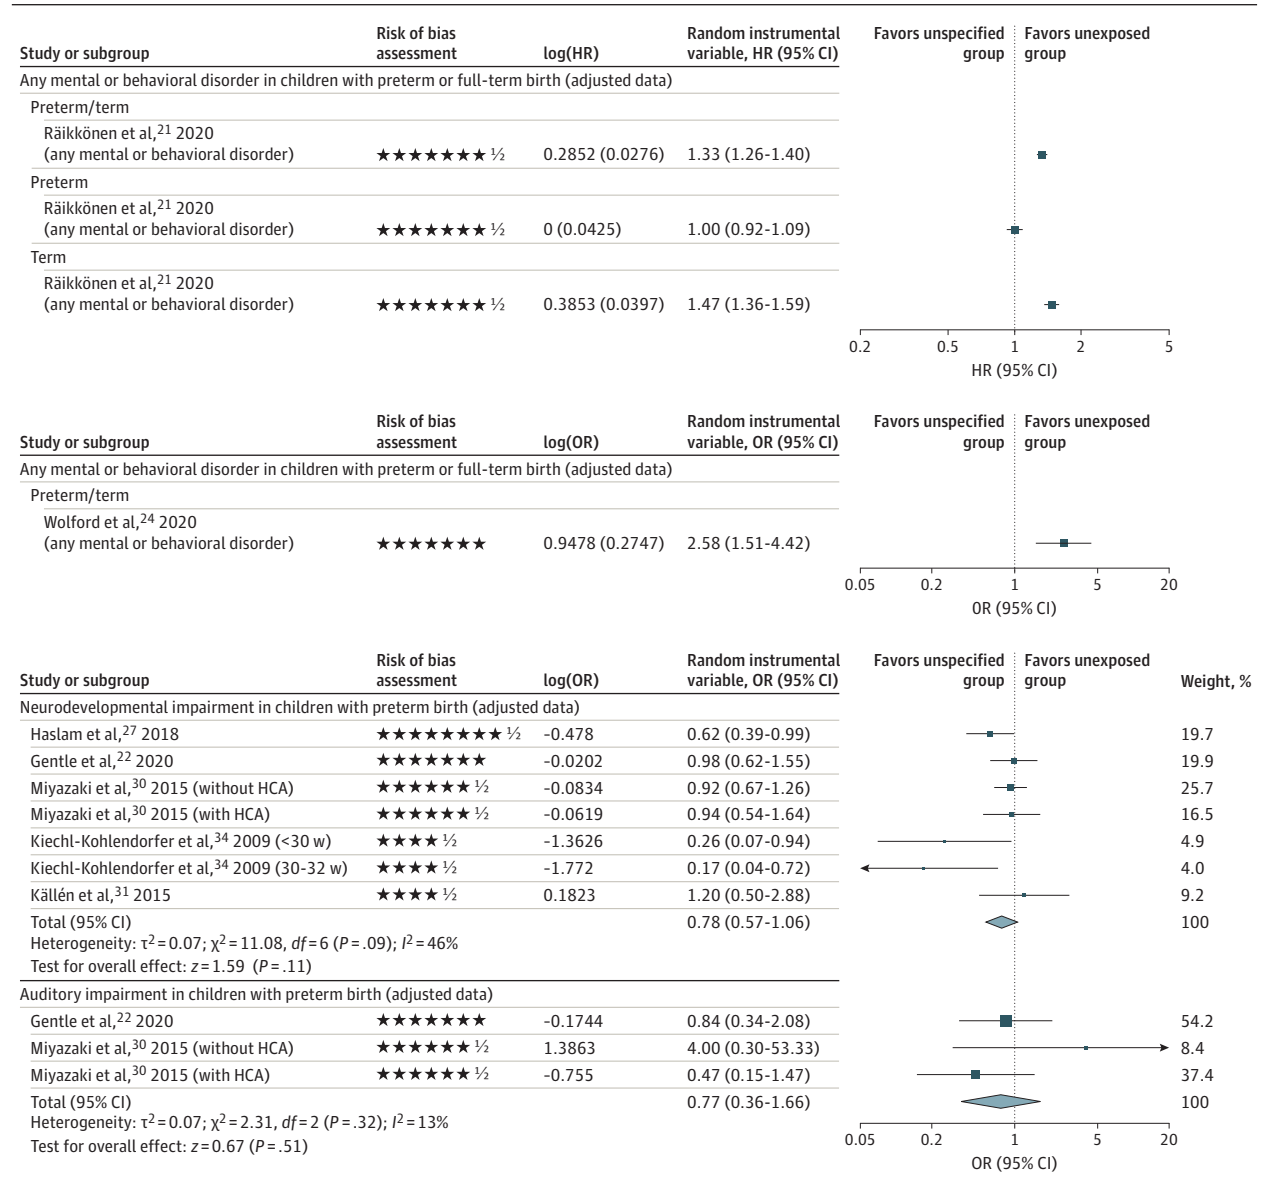 Study or subgroup Risk of bias assessment log(HR) Random instrumental variable, HR (95% CI) Favors unspecified group Favors unexposed group
Any mental or behavioral disorder in children with preterm or full-term birth (adjusted data)
Preterm/term
Räikkönen et al,21 2020
(any mental or behavioral disorder) ★★★★★★★ ½ 0.2852 (0.0276) 1.33 (1.26-1.40)
Preterm
Räikkönen et al,21 2020
(any mental or behavioral disorder) ★★★★★★★ ½ 0 (0.0425) 1.00 (0.92-1.09)
Term
Räikkönen et al,21 2020
(any mental or behavioral disorder) ★★★★★★★ ½ 0.3853 (0.0397) 1.47 (1.36-1.59)
0.2 0.5 1 2 5
HR (95% CI)
Study or subgroup Risk of bias assessment log(OR) Random instrumental variable, OR (95% CI) Favors unspecified group Favors unexposed group
Any mental or behavioral disorder in children with preterm or full-term birth (adjusted data)
Preterm/term
Wolford et al,24 2020
(any mental or behavioral disorder) ★★★★★★★ 0.9478 (0.2747) 2.58 (1.51-4.42)
0.05 0.2 1 5 20
OR (95% CI)
Study or subgroup Risk of bias assessment log(OR) Random instrumental variable, OR (95% CI) Favors unspecified group Favors unexposed group Weight, %
Neurodevelopmental impairment in children with preterm birth (adjusted data)
Haslam et al,27 2018 ★★★★★★★★ ½ -0.478 0.62 (0.39-0.99) 19.7
Gentle et al,22 2020 ★★★★★★★ -0.0202 0.98 (0.62-1.55) 19.9
Miyazaki et al,30 2015 (without HCA) ★★★★★★ ½ -0.0834 0.92 (0.67-1.26) 25.7
Miyazaki et al,30 2015 (with HCA) ★★★★★★ ½ -0.0619 0.94 (0.54-1.64) 16.5
Kiechl-Kohlendorfer et al,34 2009 (<30 w) ★★★★ ½ -1.3626 0.26 (0.07-0.94) 4.9
Kiechl-Kohlendorfer et al,34 2009 (30-32 w) ★★★★ ½ -1.772 0.17 (0.04-0.72) 4.0
Källén et al,31 2015 ★★★★ ½ 0.1823 1.20 (0.50-2.88) 9.2
Total (95% CI) 0.78 (0.57-1.06) 100
Heterogeneity: τ2=0.07; χ2=11.08, df=6 (P=.09); I2=46%
Test for overall effect: z=1.59 (P=.11)
Auditory impairment in children with preterm birth (adjusted data)
Gentle et al,22 2020 ★★★★★★★ -0.1744 0.84 (0.34-2.08) 54.2
Miyazaki et al,30 2015 (without HCA) ★★★★★★ ½ 1.3863 4.00 (0.30-53.33) 8.4
Miyazaki et al,30 2015 (with HCA) ★★★★★★ ½ -0.755 0.47 (0.15-1.47) 37.4
Total (95% CI) 0.77 (0.36-1.66) 100
Heterogeneity: τ2=0.07; χ2=2.31, df=2 (P=.32); I2=13%
Test for overall effect: z=0.67 (P=.51)
0.05 0.2 1 5 20
OR (95% CI)